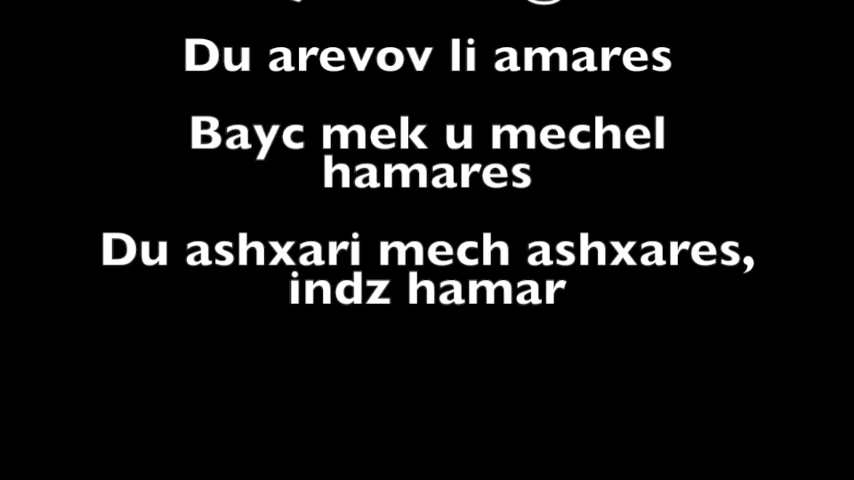 Du arevov li amares
Bayc mek u mechel
hamares
Du ashxari mech ashxares,
indz hamar